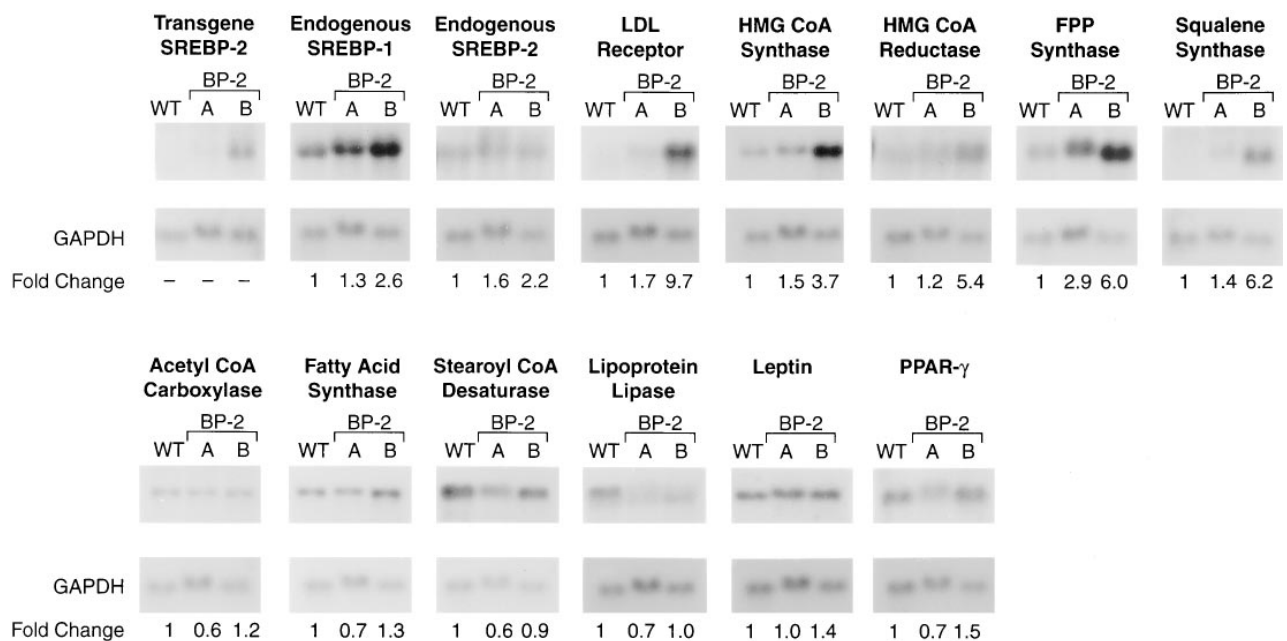 Transgene Endogenous Endogenous LDL HMG CoA HMG CoA FPP Squalene
SREBP-2 SREBP-1 SREBP-2 Receptor Synthase Reductase Synthase Synthase
BP-2 BP-2 BP-2 BP-2 BP-2 BP-2 BP-2 BP-2
WT A B WT A B WT A B WT A B WT A B WT A B WT A B WT A B
GAPDH
Fold Change – – – 1 1.3 2.6 1 1.6 2.2 1 1.7 9.7 1 1.5 3.7 1 1.2 5.4 1 2.9 6.0 1 1.4 6.2
Acetyl CoA Fatty Acid Stearoyl CoA Lipoprotein Leptin PPAR-γ
Carboxylase Synthase Desaturase Lipase
BP-2 BP-2 BP-2 BP-2 BP-2 BP-2
WT A B WT A B WT A B WT A B WT A B WT A B
GAPDH
Fold Change 1 0.6 1.2 1 0.7 1.3 1 0.6 0.9 1 0.7 1.0 1 1.0 1.4 1 0.7 1.5